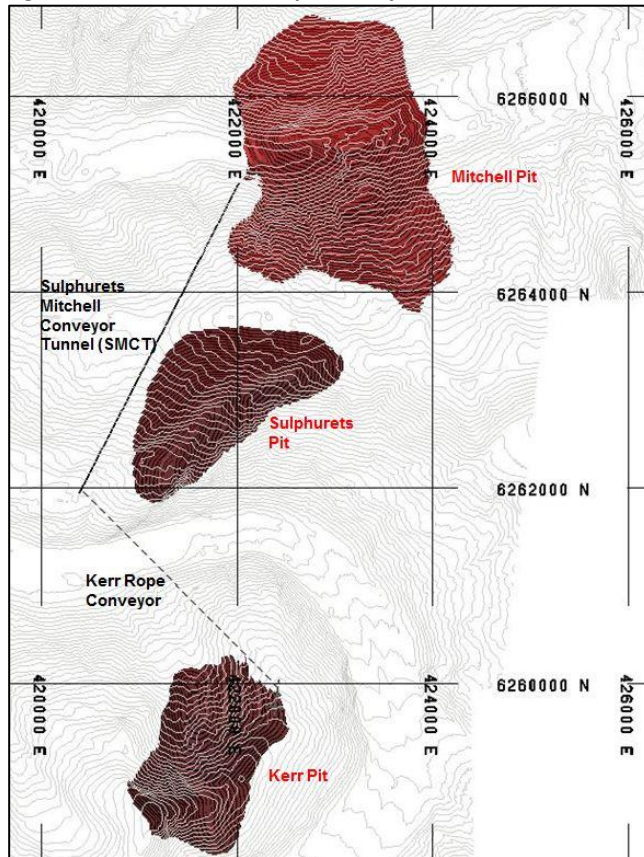 420000 E
422000 E
424000 E
426000 E
6266000 N
Mitchell Pit
Sulphurets
Mitchell
Conveyor
Tunnel (SMCT)
6264000 N
Sulphurets
Pit
6262000 N
Kerr Rope
Conveyor
6260000 N
420000 E
422000 E
424000 E
426000 E
Kerr Pit